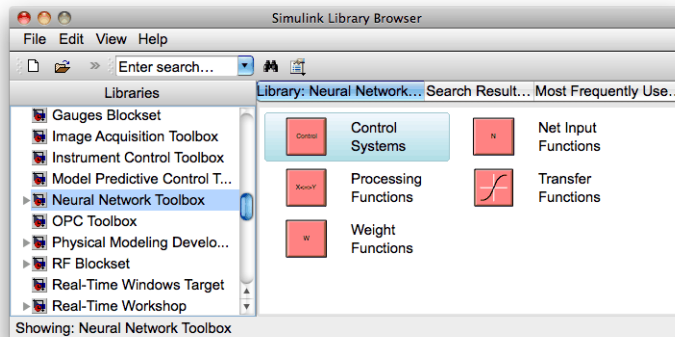 Simulink Library Browser
File Edit View Help
» Enter search...
Libraries
Library: Neural Network... Search Result... Most Frequently Use...
Gauges Blockset
Image Acquisition Toolbox
Instrument Control Toolbox
Model Predictive Control T...
Neural Network Toolbox
OPC Toolbox
Physical Modeling Develo...
RF Blockset
Real-Time Windows Target
Real-Time Workshop
Control
Control
Systems
N
Net Input
Functions
Processing
Functions
Transfer
Functions
W
Weight
Functions
Showing: Neural Network Toolbox